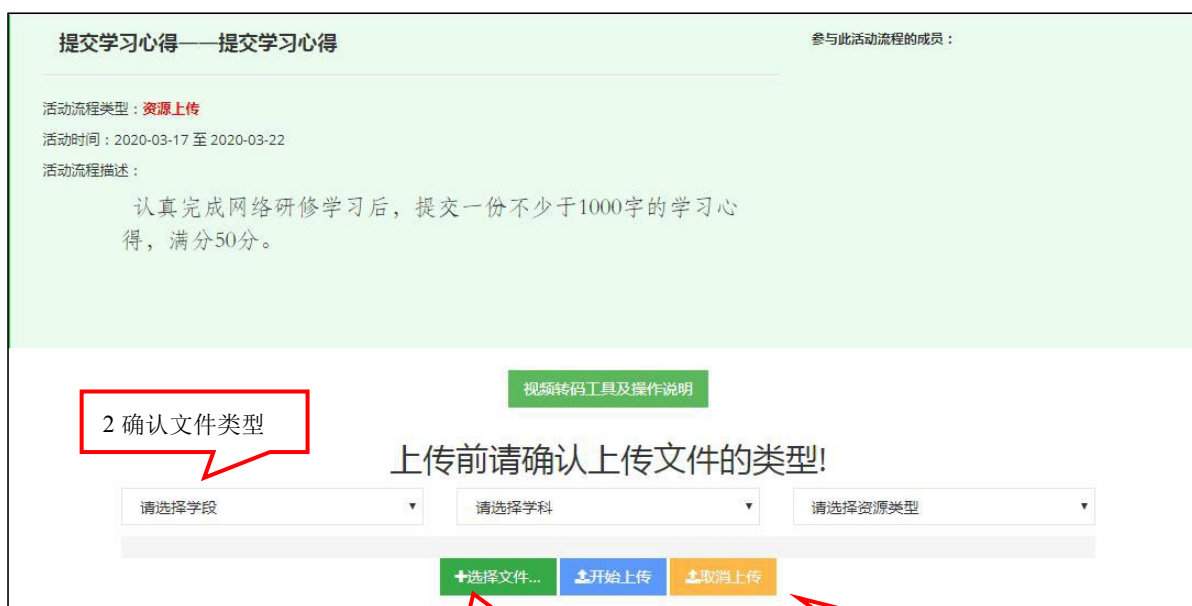 提交学习心得——提交学习心得
参与此活动流程的成员：
活动流程类型：资源上传
活动时间：2020-03-17 至 2020-03-22
活动流程描述：
认真完成网络研修学习后，提交一份不少于1000字的学习心
得，满分50分。
视频转码工具及操作说明
2 确认文件类型
上传前请确认上传文件的类型!
请选择学段
请选择学科
请选择资源类型
+选择文件...
开始上传
取消上传